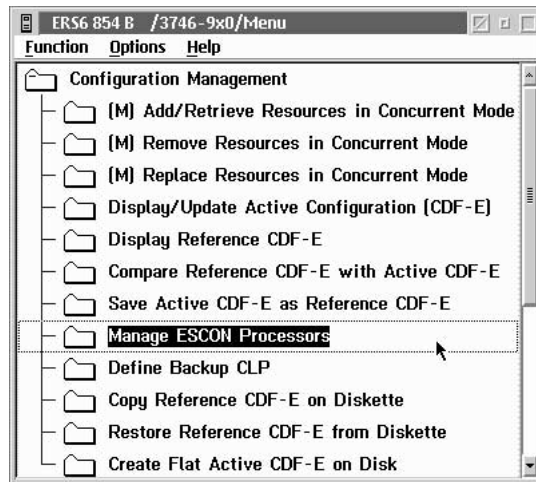 ERS6 854 B /3746-9x0/Menu
Function Options Help
Configuration Management
(M) Add/Retrieve Resources in Concurrent Mode
(M) Remove Resources in Concurrent Mode
(M) Replace Resources in Concurrent Mode
Display/Update Active Configuration (CDF-E)
Display Reference CDF-E
Compare Reference CDF-E with Active CDF-E
Save Active CDF-E as Reference CDF-E
Manage ESCON Processors
Define Backup CLP
Copy Reference CDF-E on Diskette
Restore Reference CDF-E from Diskette
Create Flat Active CDF-E on Disk